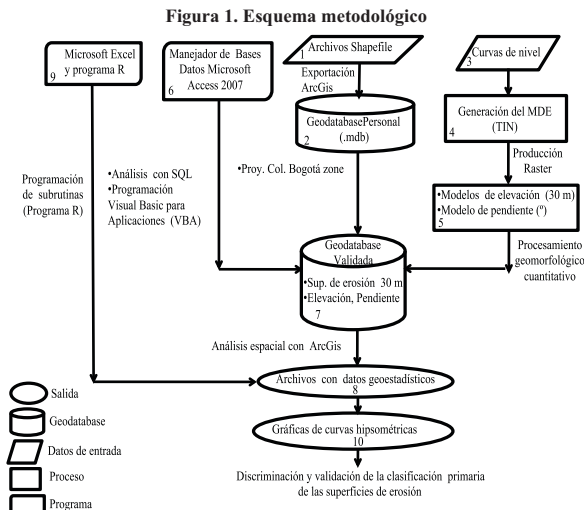 Figura 1. Esquema metodológico
Microsoft Excel
y programa R
9
Manejador de Bases
Datos Microsoft
Access 2007
6
Archivos Shapefile
1
Exportación
ArcGis
GeodatabasePersonal
(.mdb)
2
•Proy. Col. Bogotá zone
Curvas de nivel
3
Generación del MDE
(TIN)
4
Producción
Raster
•Modelos de elevación (30 m)
•Modelo de pendiente (º)
5
Procesamiento
geomorfológico
cuantitativo
Programación
de subrutinas
(Programa R)
•Análisis con SQL
•Programación
Visual Basic para
Aplicaciones (VBA)
Geodatabase
Validada
•Sup. de erosión 30 m
•Elevación, Pendiente
7
Análisis espacial con ArcGis
Archivos con datos geoestadísticos
8
Gráficas de curvas hipsométricas
10
Discriminación y validación de la clasificación primaria
de las superficies de erosión
Salida
Geodatabase
Datos de entrada
Proceso
Programa